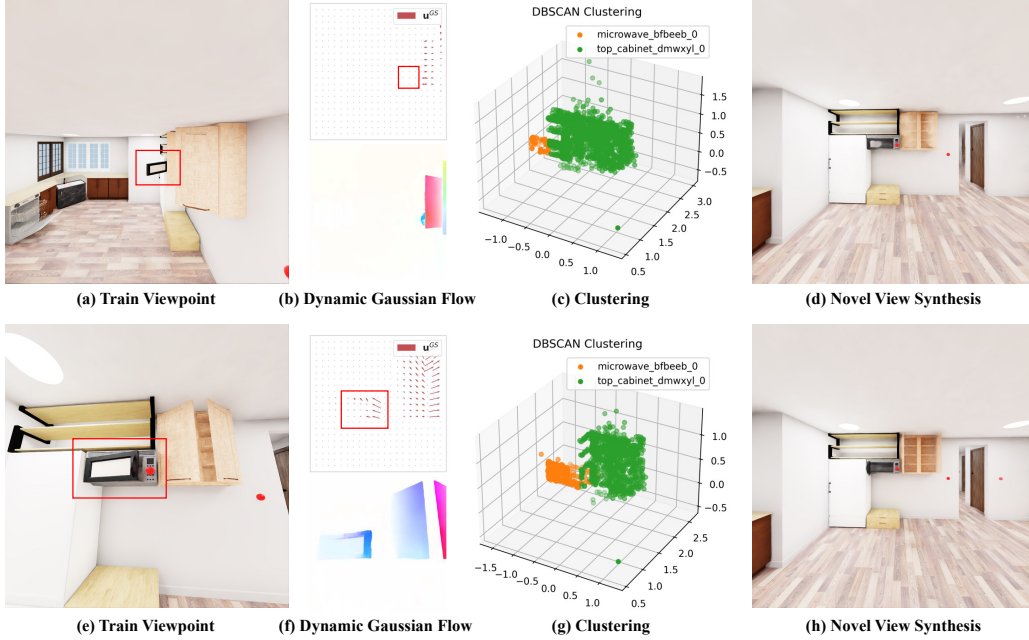 u^GS
DBSCAN Clustering
microwave_bfbeeb_0
top_cabinet_dmwxyl_0
1.5
1.0
0.5
0.0
−0.5
3.0
2.5
2.0
1.5
1.0
0.5
−1.0
−0.5
0.0
0.5
1.0
(a) Train Viewpoint
(b) Dynamic Gaussian Flow
(c) Clustering
(d) Novel View Synthesis
u^GS
DBSCAN Clustering
microwave_bfbeeb_0
top_cabinet_dmwxyl_0
1.0
0.5
0.0
−0.5
2.5
2.0
1.5
1.0
0.5
−1.5
−1.0
−0.5
0.0
0.5
1.0
(e) Train Viewpoint
(f) Dynamic Gaussian Flow
(g) Clustering
(h) Novel View Synthesis